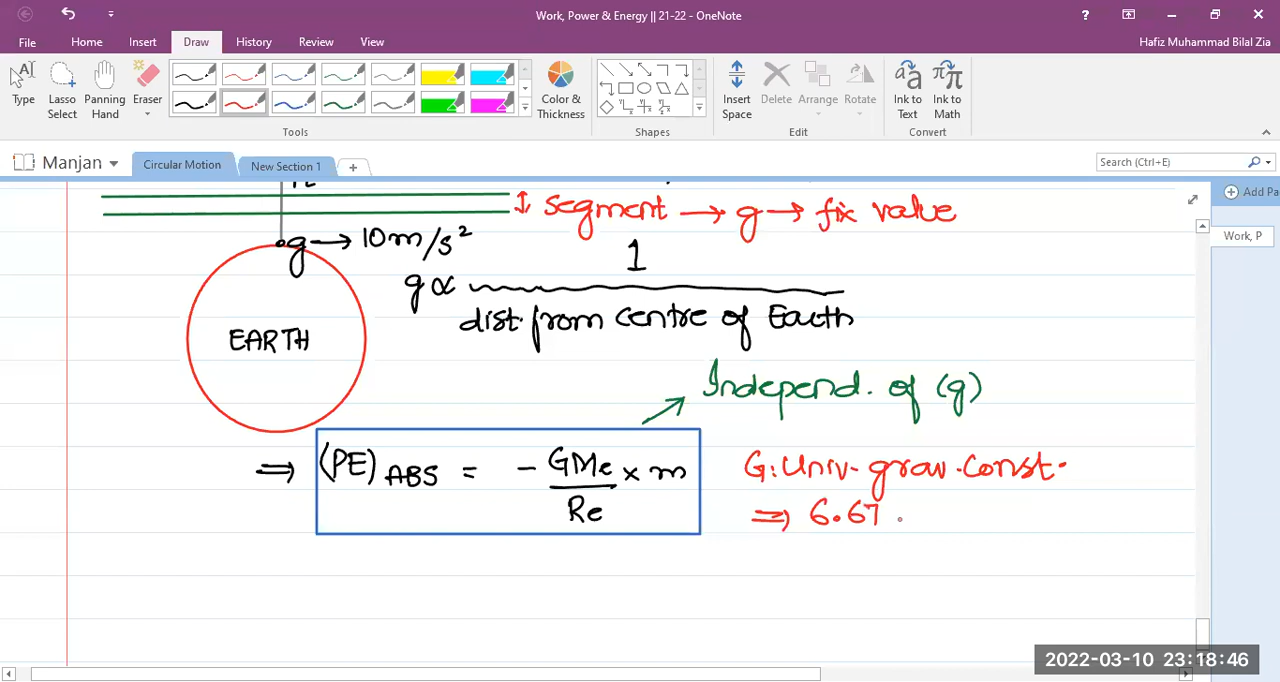 Work, Power & Energy || 21-22 - OneNote
File Home Insert Draw History Review View Hafiz Muhammad Bilal Zia
Type
Lasso Select
Panning Hand
Eraser
Color & Thickness
Insert Space
Delete
Arrange
Rotate
Ink to Text
Ink to Math
Tools Shapes Edit Convert
Manjan Circular Motion New Section 1 Search (Ctrl+E)
Add Pa
Work, P
segment → g → fix value
g → 10m/s²
g ∝ 1
dist. from centre of Earth
EARTH
Independ. of (g)
⇒ (PE) ABS = - GMe/Re × m
G: Univ. grav. const.
⇒ 6.67
2022-03-10 23:18:46